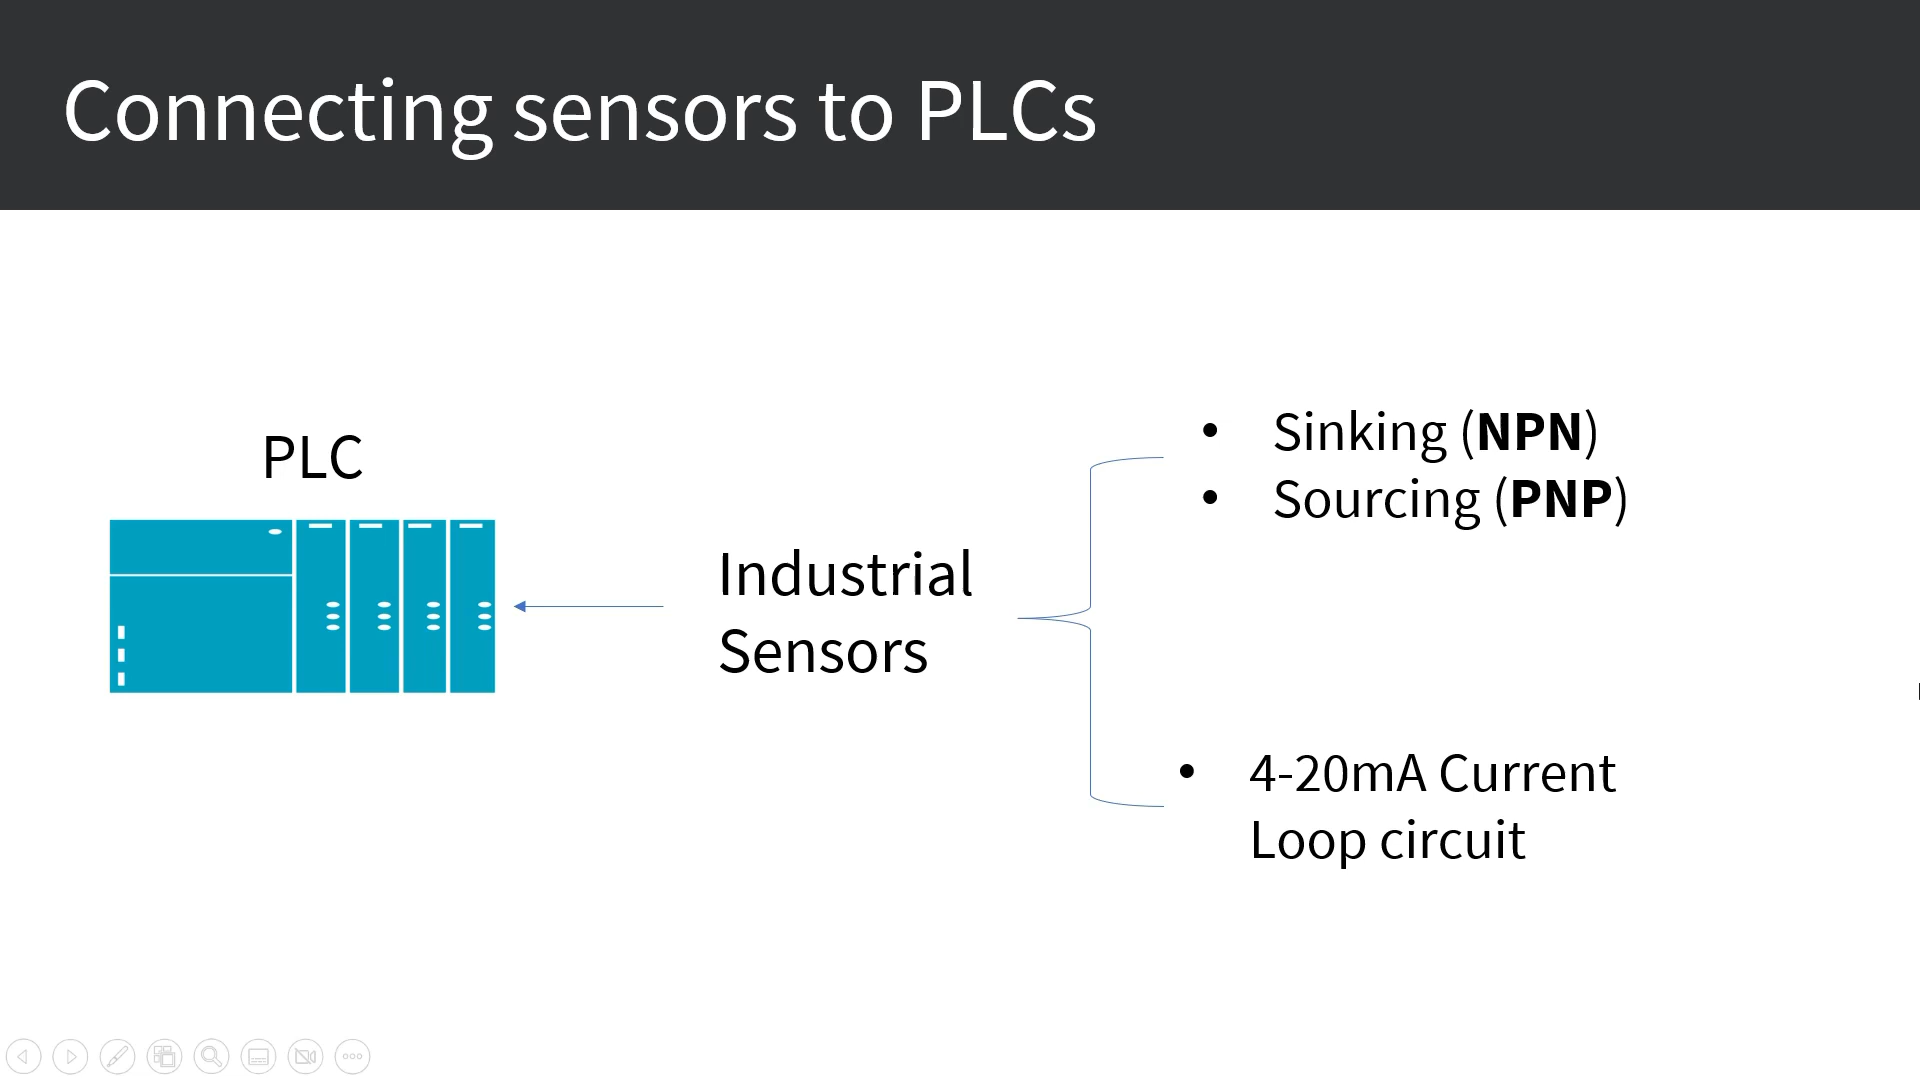 Connecting sensors to PLCs
PLC
Industrial
Sensors
• Sinking (NPN)
• Sourcing (PNP)
• 4-20mA Current
Loop circuit